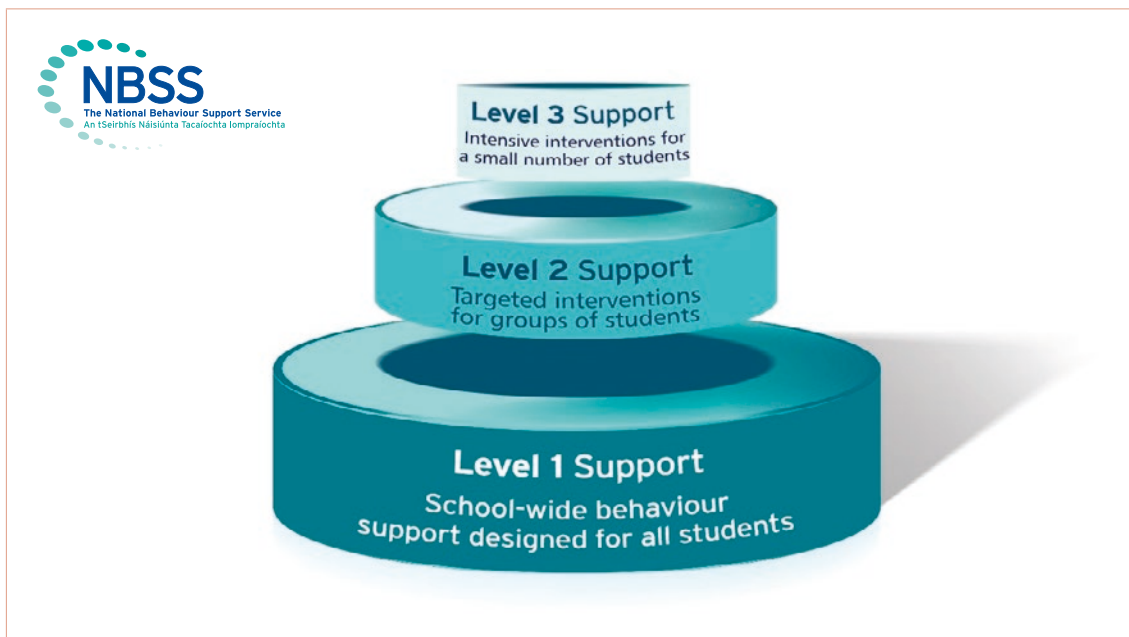 NBSS
The National Behaviour Support Service
An tSeirbhís Náisiúnta Tacaíochta Iompraíochta
Level 3 Support
Intensive interventions for
a small number of students
Level 2 Support
Targeted interventions
for groups of students
Level 1 Support
School-wide behaviour
support designed for all students